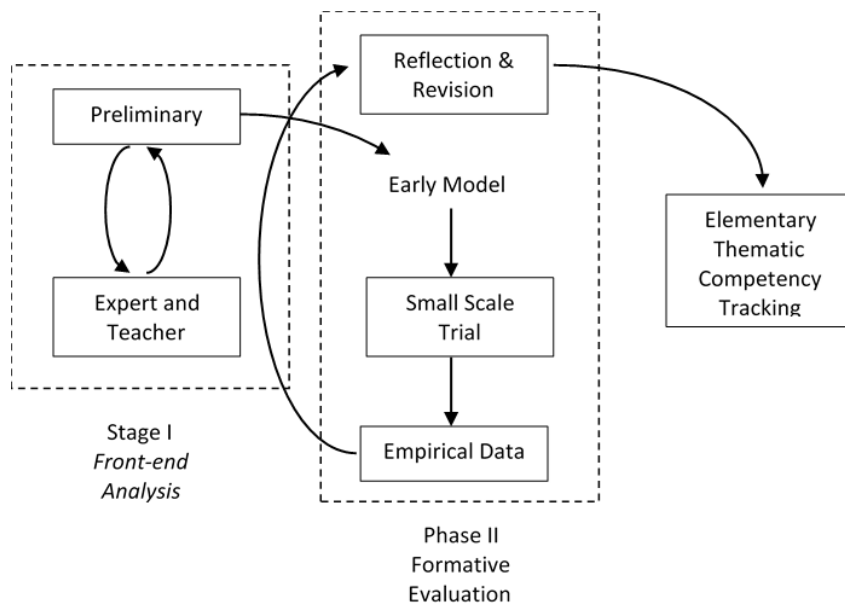 Preliminary
Expert and
Teacher
Stage I
Front-end
Analysis
Reflection &
Revision
Early Model
Small Scale
Trial
Empirical Data
Phase II
Formative
Evaluation
Elementary
Thematic
Competency
Tracking